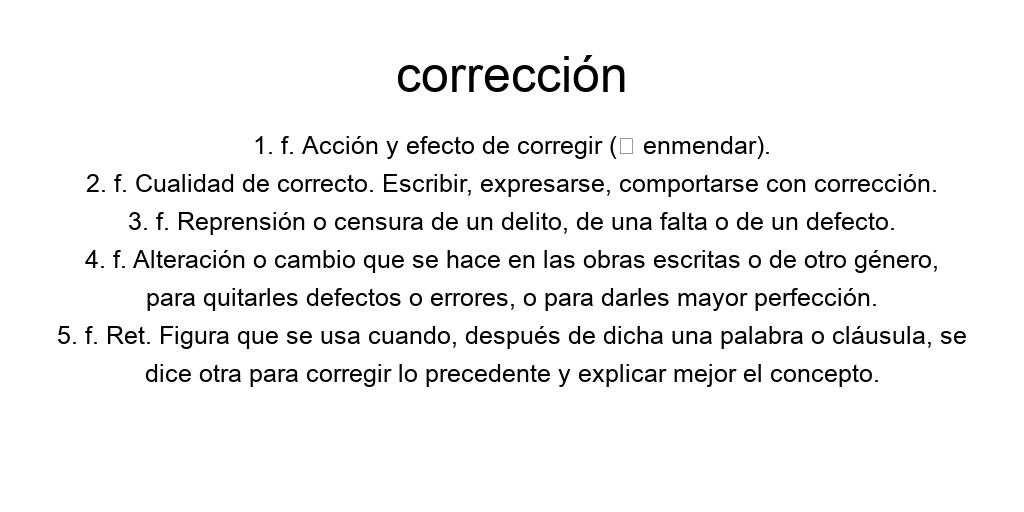 corrección
1. f. Acción y efecto de corregir (□ enmendar).
2. f. Cualidad de correcto. Escribir, expresarse, comportarse con corrección.
3. f. Reprensión o censura de un delito, de una falta o de un defecto.
4. f. Alteración o cambio que se hace en las obras escritas o de otro género,
para quitarles defectos o errores, o para darles mayor perfección.
5. f. Ret. Figura que se usa cuando, después de dicha una palabra o cláusula, se
dice otra para corregir lo precedente y explicar mejor el concepto.